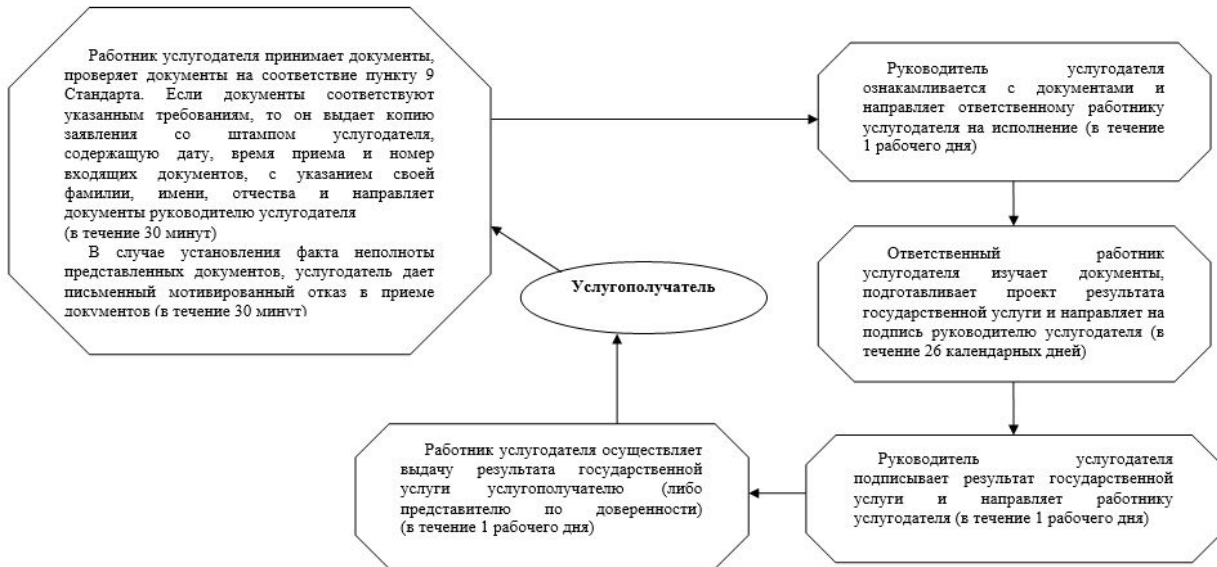 Работник услугодателя принимает документы,
проверяет документы на соответствие пункту 9
Стандарта. Если документы соответствуют
указанным требованиям, то он выдает копию
заявления со штампом услугодателя,
содержащую дату, время приема и номер
входящих документов, с указанием своей
фамилии, имени, отчества и направляет
документы руководителю услугодателя
(в течение 30 минут)
В случае установления факта неполноты
представленных документов, услугодатель дает
письменный мотивированный отказ в приеме
документов (в течение 30 минут)
Руководитель услугодателя
ознакамливается с документами и
направляет ответственному работнику
услугодателя на исполнение (в течение
1 рабочего дня)
Ответственный работник
услугодателя изучает документы,
подготавливает проект результата
государственной услуги и направляет на
подпись руководителю услугодателя (в
течение 26 календарных дней)
Руководитель услугодателя
подписывает результат государственной
услуги и направляет работнику
услугодателя (в течение 1 рабочего дня)
Работник услугодателя осуществляет
выдачу результата государственной
услуги услугополучателю (либо
представителю по доверенности)
(в течение 1 рабочего дня)
Услугополучатель